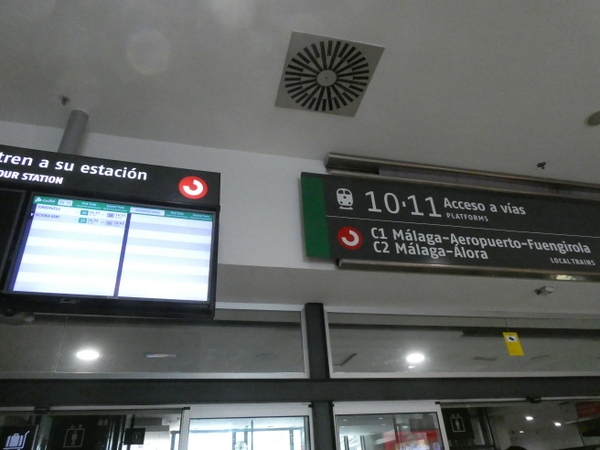 tren a su estación
OUR STATION
10·11 Acceso a vías
PLATFORMS
C1 Málaga-Aeropuerto-Fuengirola
C2 Málaga-Álora
LOCAL TRAINS